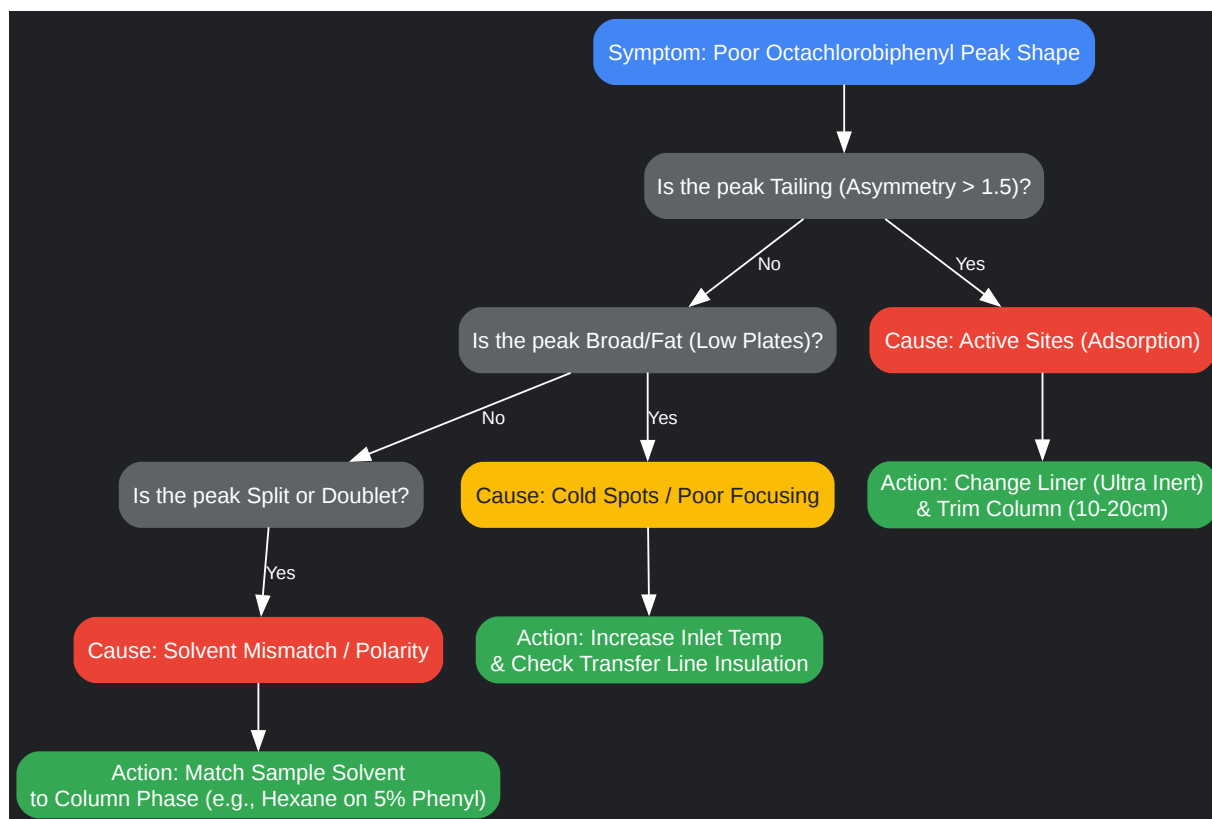 Symptom: Poor Octachlorobiphenyl Peak Shape
Is the peak Tailing (Asymmetry > 1.5)?
No
Yes
Is the peak Broad/Fat (Low Plates)?
Cause: Active Sites (Adsorption)
No
Yes
Is the peak Split or Doublet?
Cause: Cold Spots / Poor Focusing
Action: Change Liner (Ultra Inert)
& Trim Column (10-20cm)
Yes
Cause: Solvent Mismatch / Polarity
Action: Increase Inlet Temp
& Check Transfer Line Insulation
Action: Match Sample Solvent
to Column Phase (e.g., Hexane on 5% Phenyl)